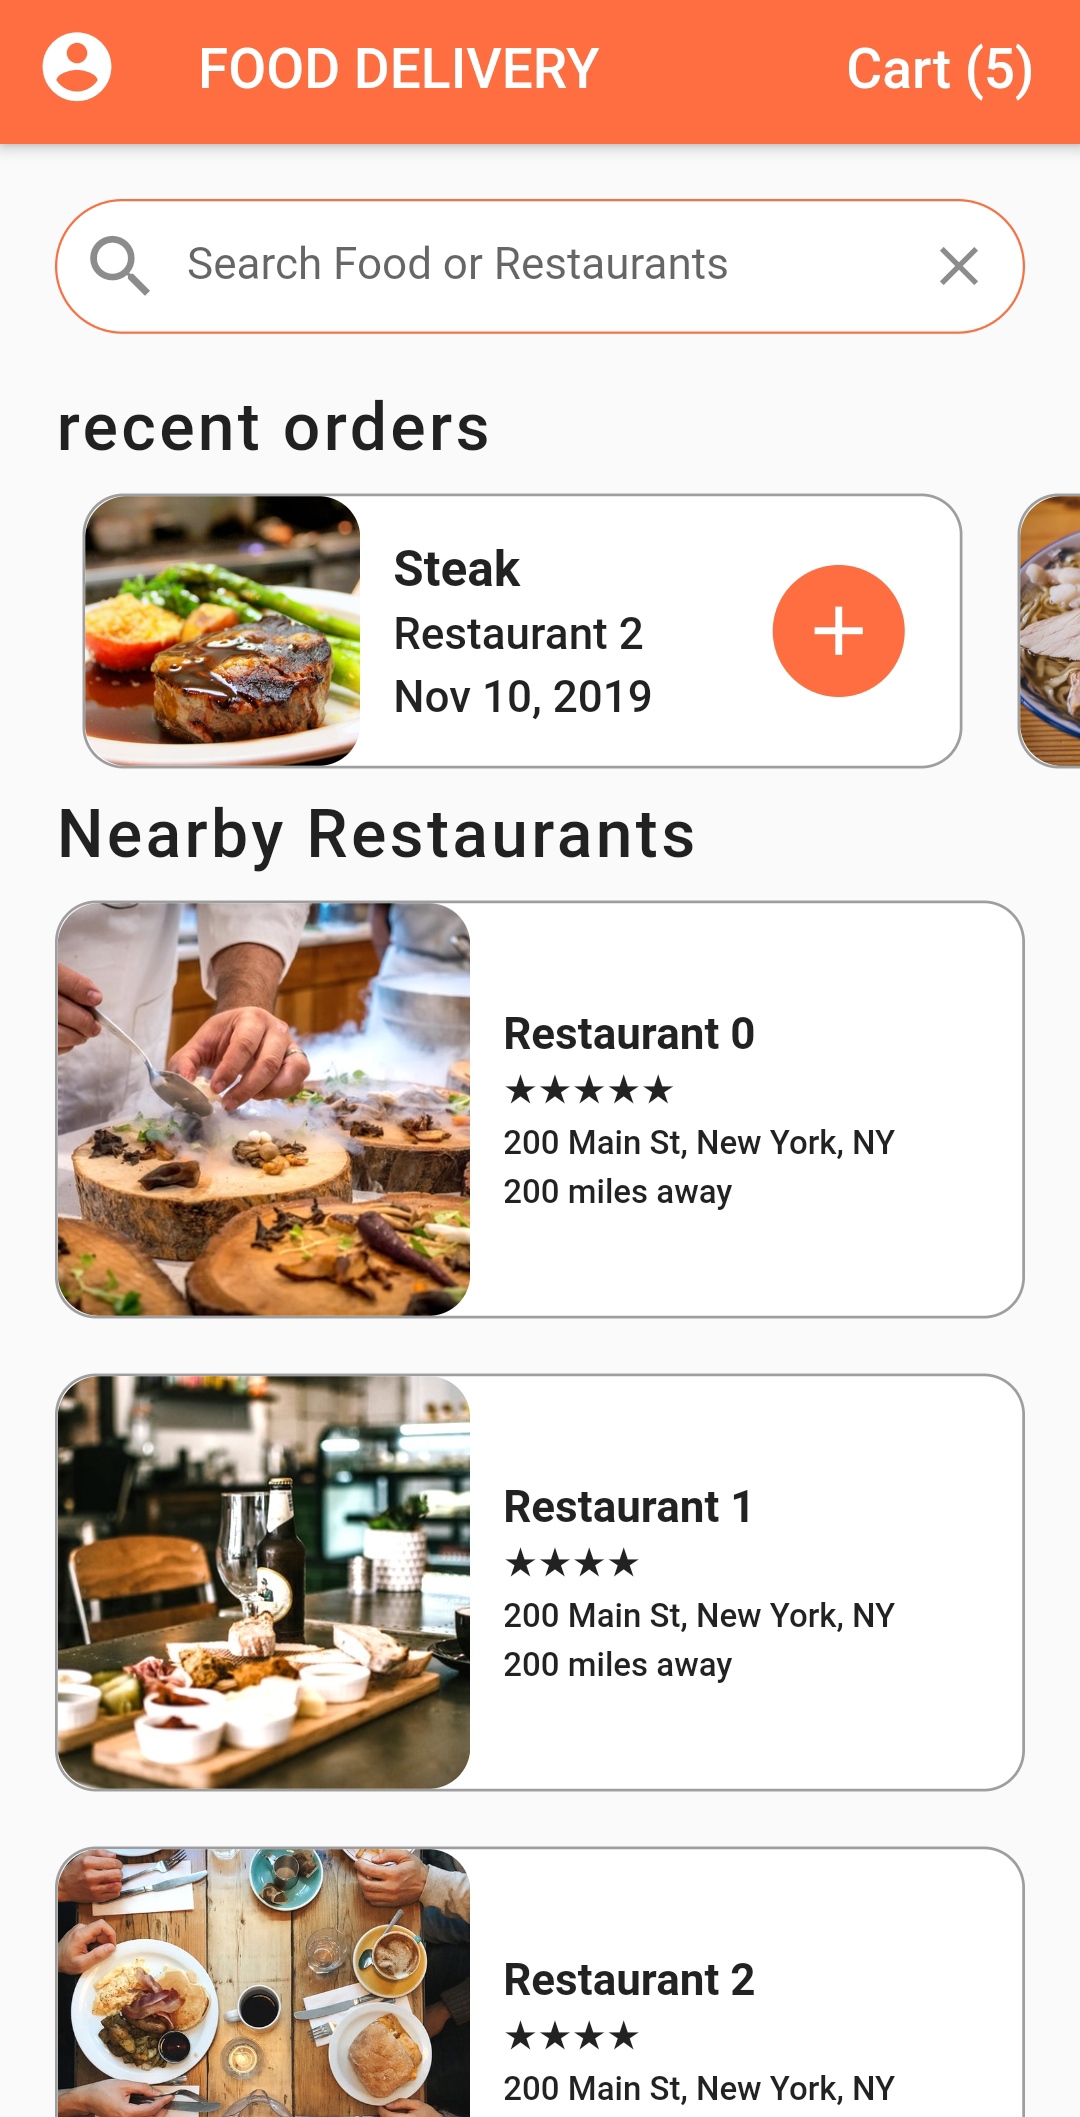 FOOD DELIVERY
Cart (5)
Search Food or Restaurants
recent orders
Steak
Restaurant 2
Nov 10, 2019
Nearby Restaurants
Restaurant 0
★★★★★
200 Main St, New York, NY
200 miles away
Restaurant 1
★★★★
200 Main St, New York, NY
200 miles away
Restaurant 2
★★★★
200 Main St, New York, NY